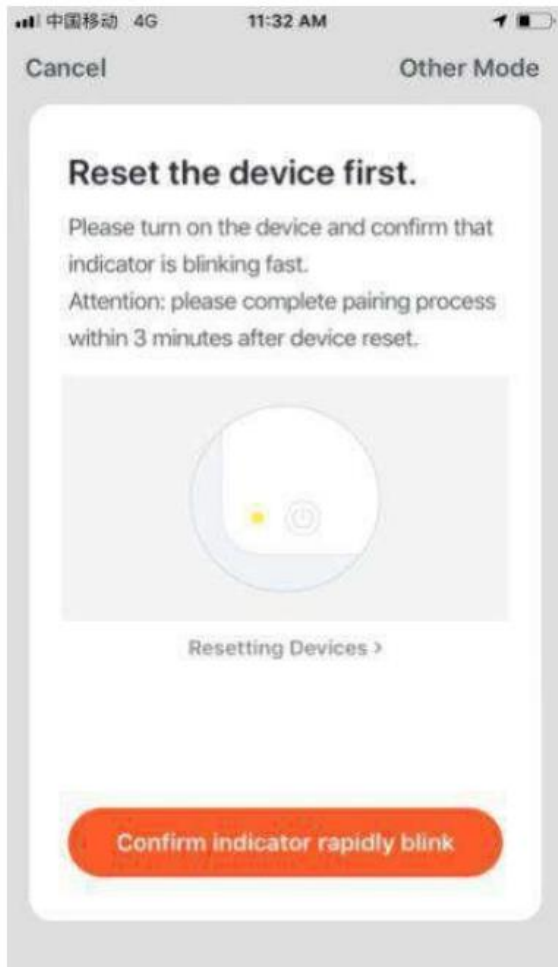 中国移动 4G 11:32 AM
Cancel Other Mode
Reset the device first.
Please turn on the device and confirm that
indicator is blinking fast.
Attention: please complete pairing process
within 3 minutes after device reset.
Resetting Devices >
Confirm indicator rapidly blink